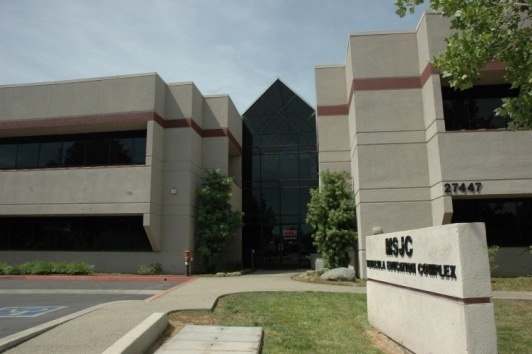 27447
MSJC
TEMECULA EDUCATION COMPLEX